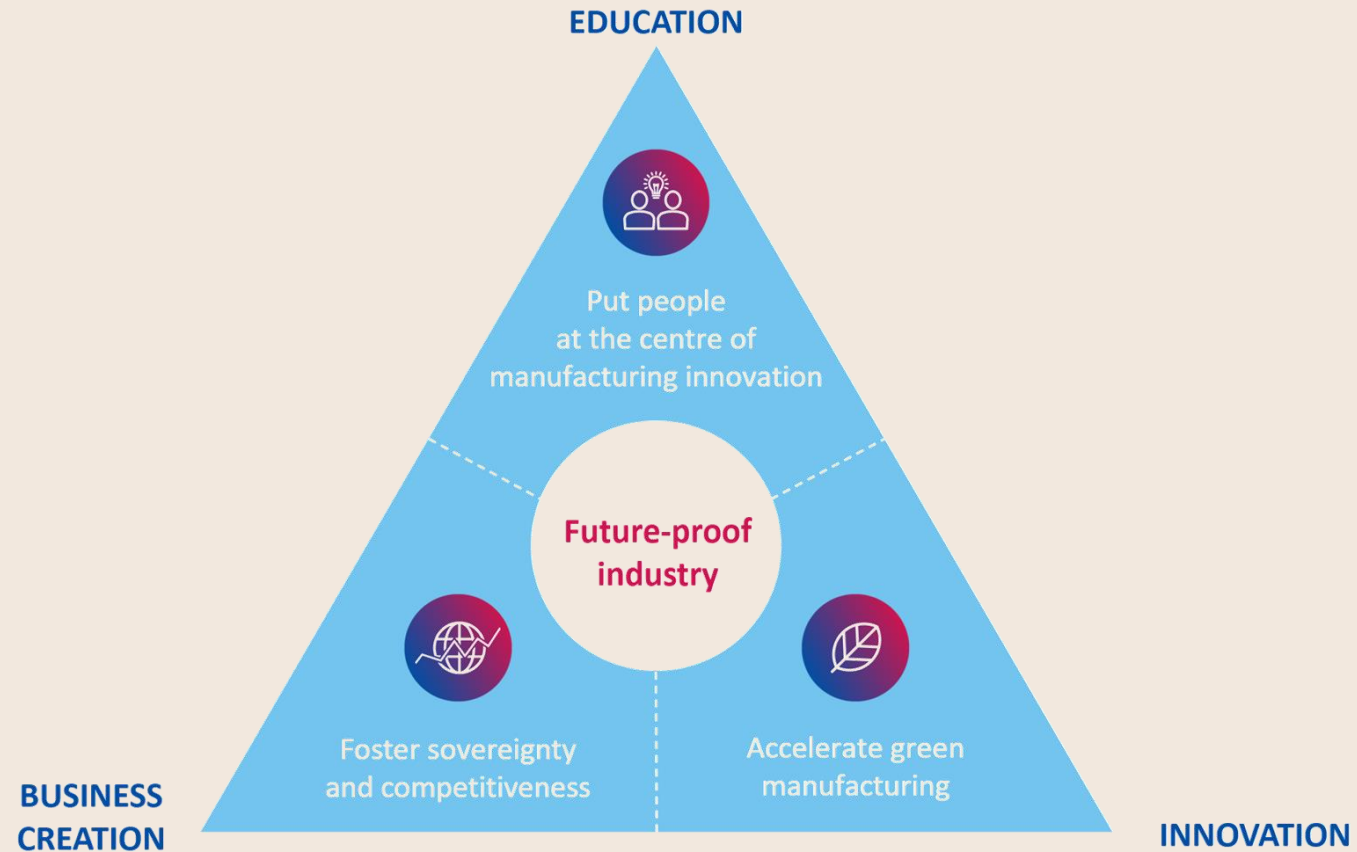 EDUCATION
Put people
at the centre of
manufacturing innovation
Future-proof
industry
Foster sovereignty
and competitiveness
Accelerate green
manufacturing
BUSINESS
CREATION
INNOVATION